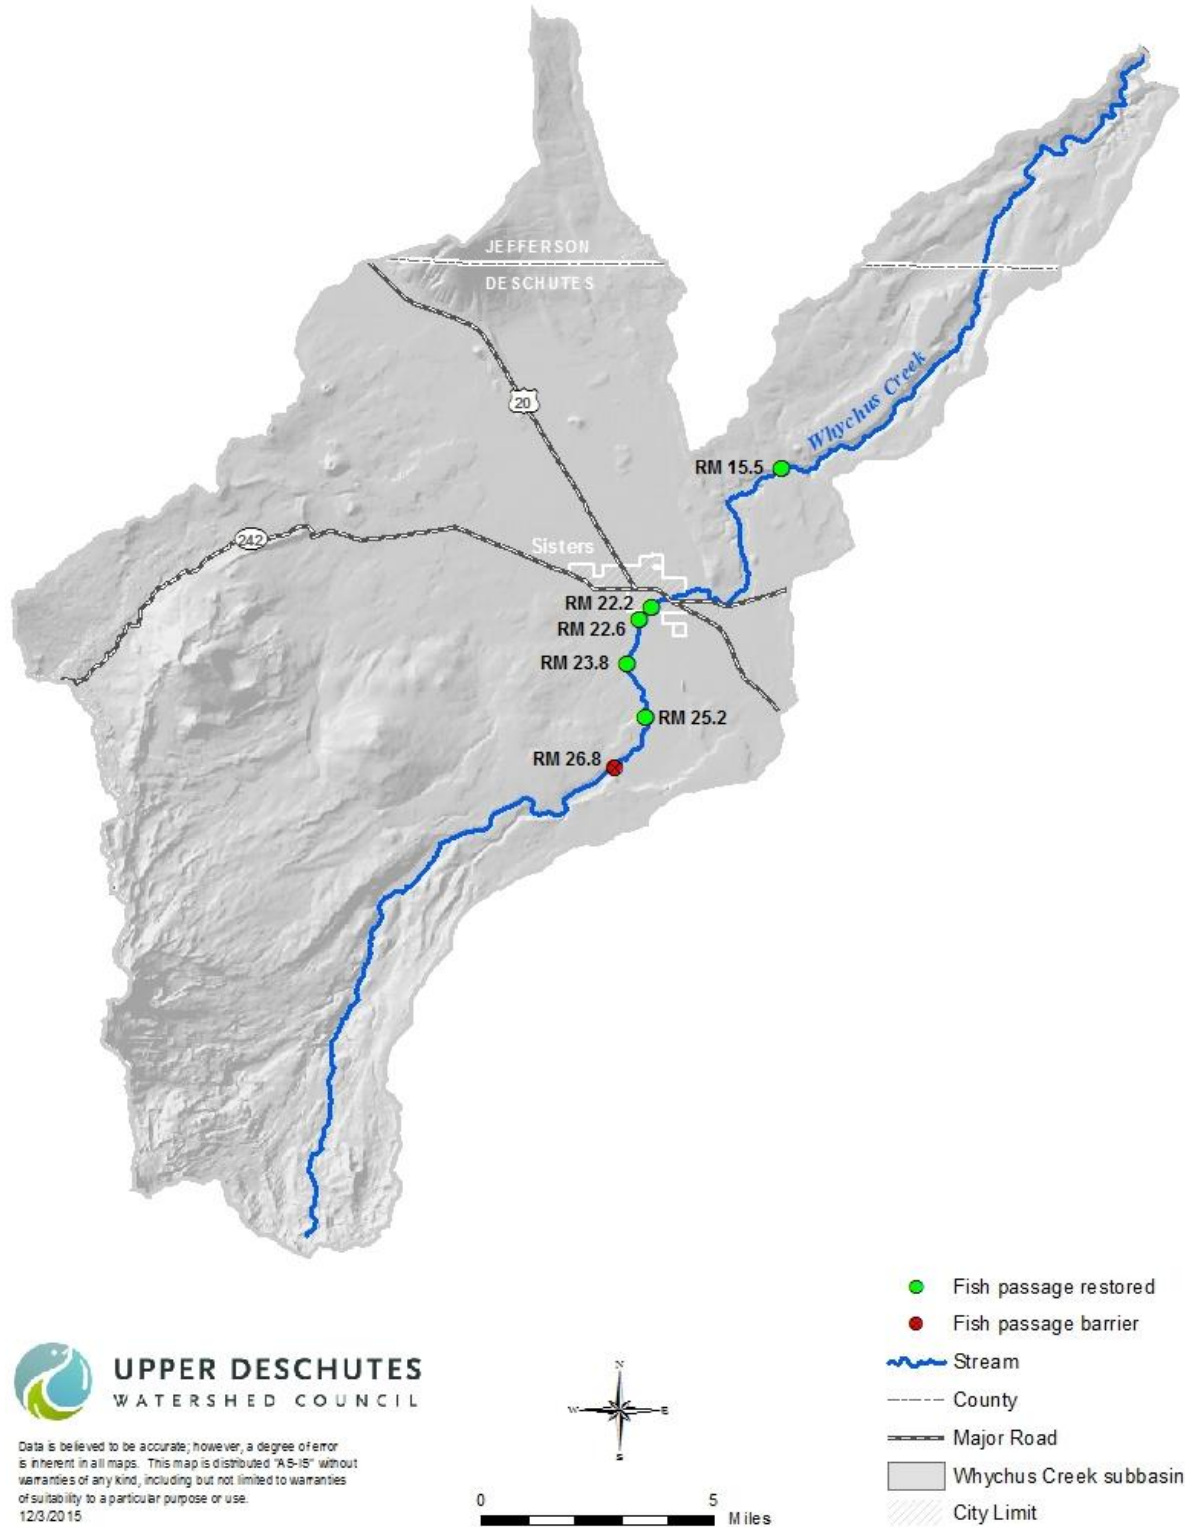 JEFFERSON
DESCHUTES
20
Whychus Creek
RM 15.5
242
Sisters
RM 22.2
RM 22.6
RM 23.8
RM 25.2
RM 26.8
Fish passage restored
Fish passage barrier
Stream
County
Major Road
Whychus Creek subbasin
City Limit
UPPER DESCHUTES
WATERSHED COUNCIL
N
W E
S
Data is believed to be accurate; however, a degree of error
is inherent in all maps. This map is distributed "AS-IS" without
warranties of any kind, including but not limited to warranties
of suitability to a particular purpose or use.
12/3/2015
0 5
Miles